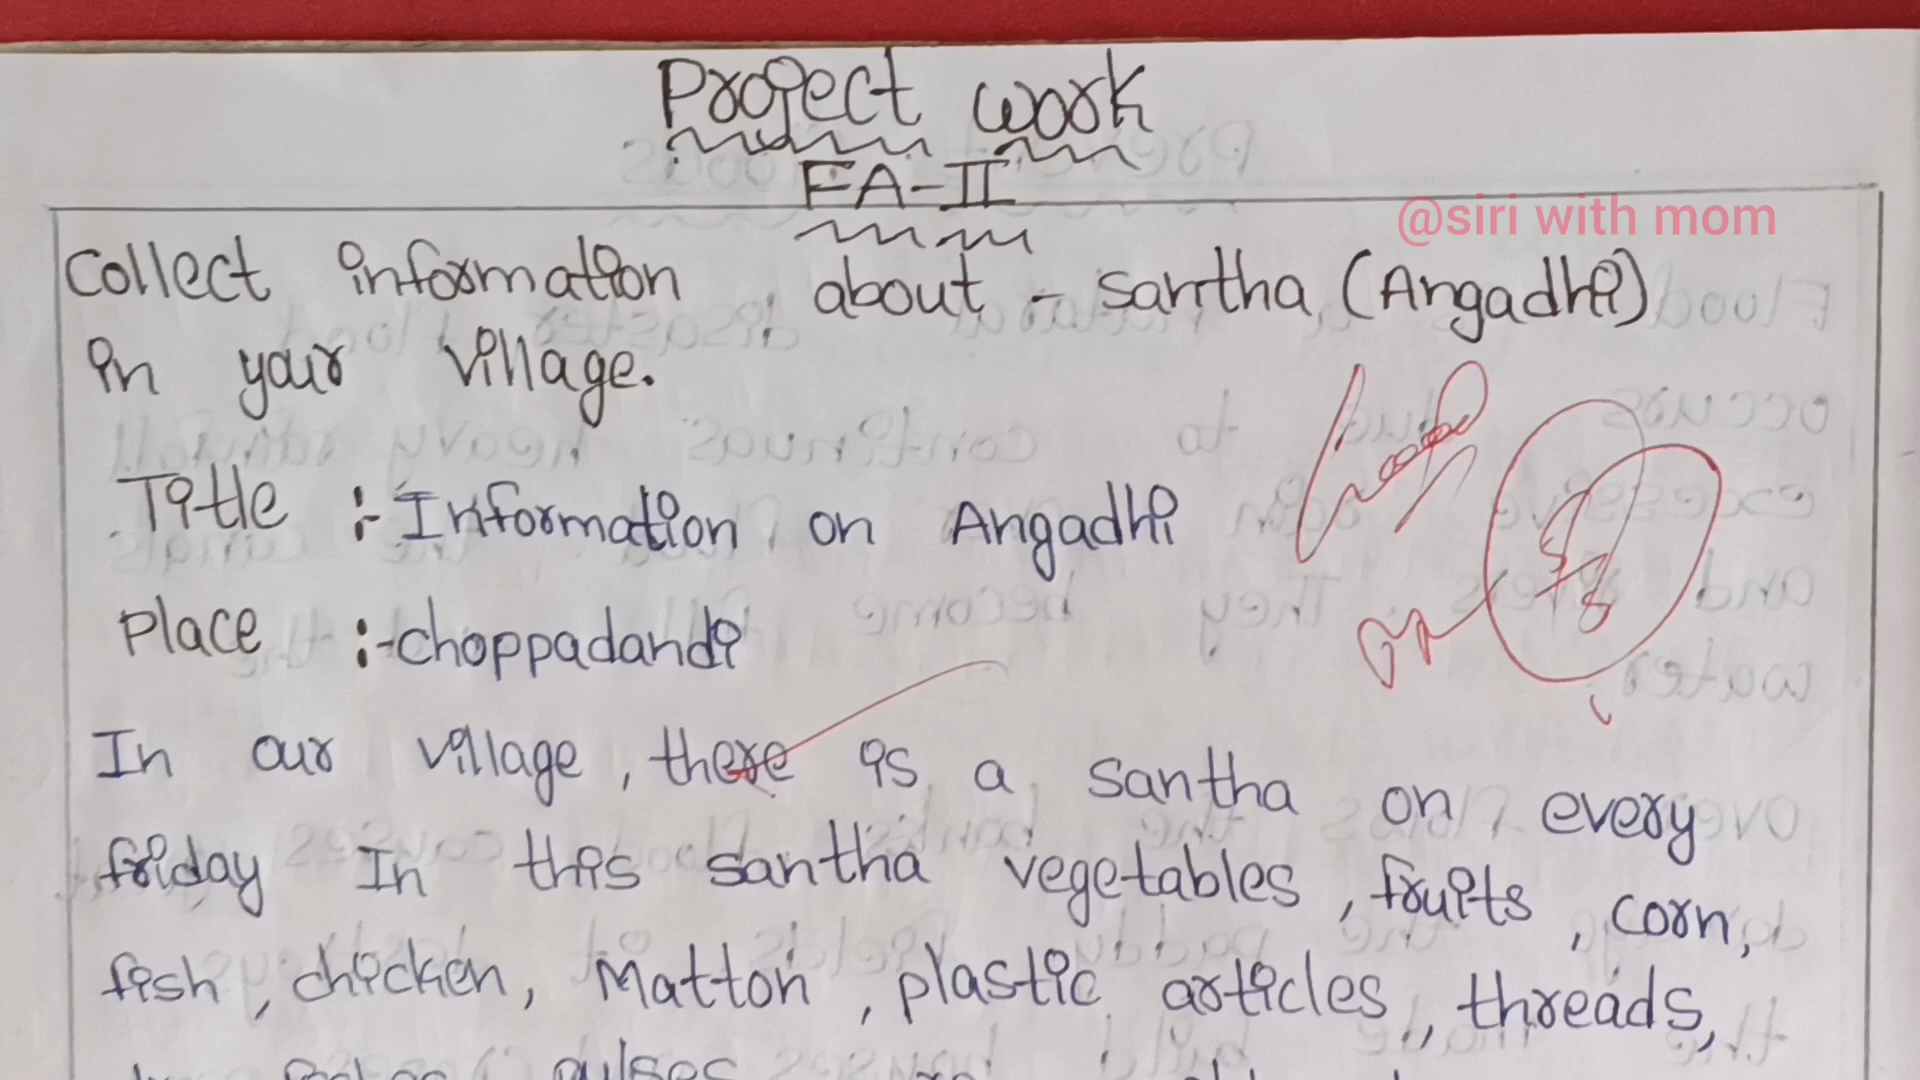 Project work
FA-II
@siri with mom
Collect information about - santha (Angadhi)
in your village.
Title :- Information on Angadhi
Place :- choppadandi
In our village, there is a santha on every
friday In this santha vegetables, fruits, corn,
fish, chicken, Matton, plastic articles, threads,
pulses